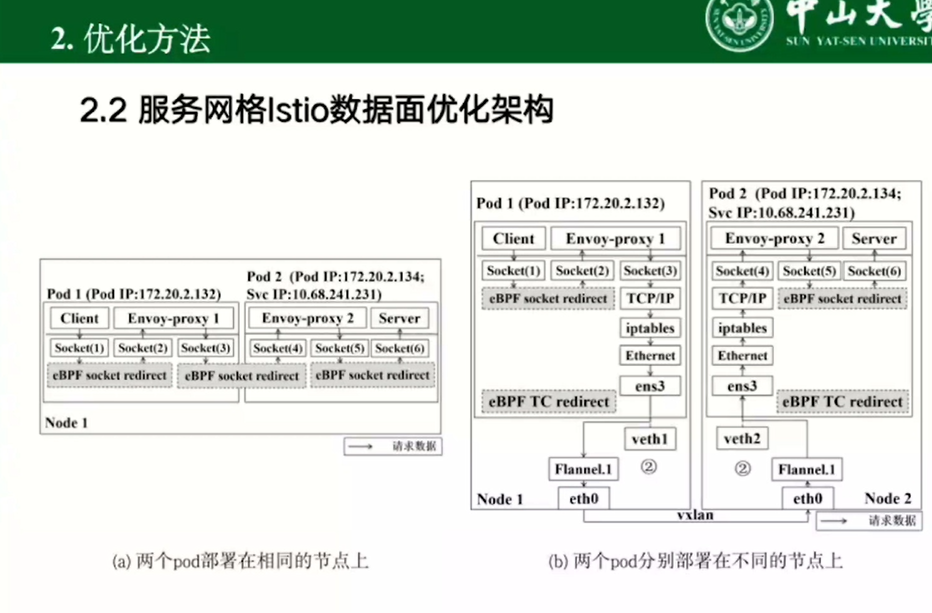 2. 优化方法
中山大學
SUN YAT-SEN UNIVERSIT
2.2 服务网格Istio数据面优化架构
Pod 1 (Pod IP:172.20.2.132)
Pod 2 (Pod IP:172.20.2.134;
Svc IP:10.68.241.231)
Client
Envoy-proxy 1
Envoy-proxy 2
Server
Socket(1)
Socket(2)
Socket(3)
Socket(4)
Socket(5)
Socket(6)
eBPF socket redirect
eBPF socket redirect
eBPF socket redirect
Node 1
请求数据
(a) 两个pod部署在相同的节点上
Pod 1 (Pod IP:172.20.2.132)
Client
Envoy-proxy 1
Socket(1)
Socket(2)
Socket(3)
eBPF socket redirect
TCP/IP
iptables
Ethernet
ens3
eBPF TC redirect
veth1
②
Flannel.1
Node 1
eth0
vxlan
Pod 2 (Pod IP:172.20.2.134;
Svc IP:10.68.241.231)
Envoy-proxy 2
Server
Socket(4)
Socket(5)
Socket(6)
TCP/IP
eBPF socket redirect
iptables
Ethernet
ens3
eBPF TC redirect
veth2
②
Flannel.1
eth0
Node 2
请求数据
(b) 两个pod分别部署在不同的节点上